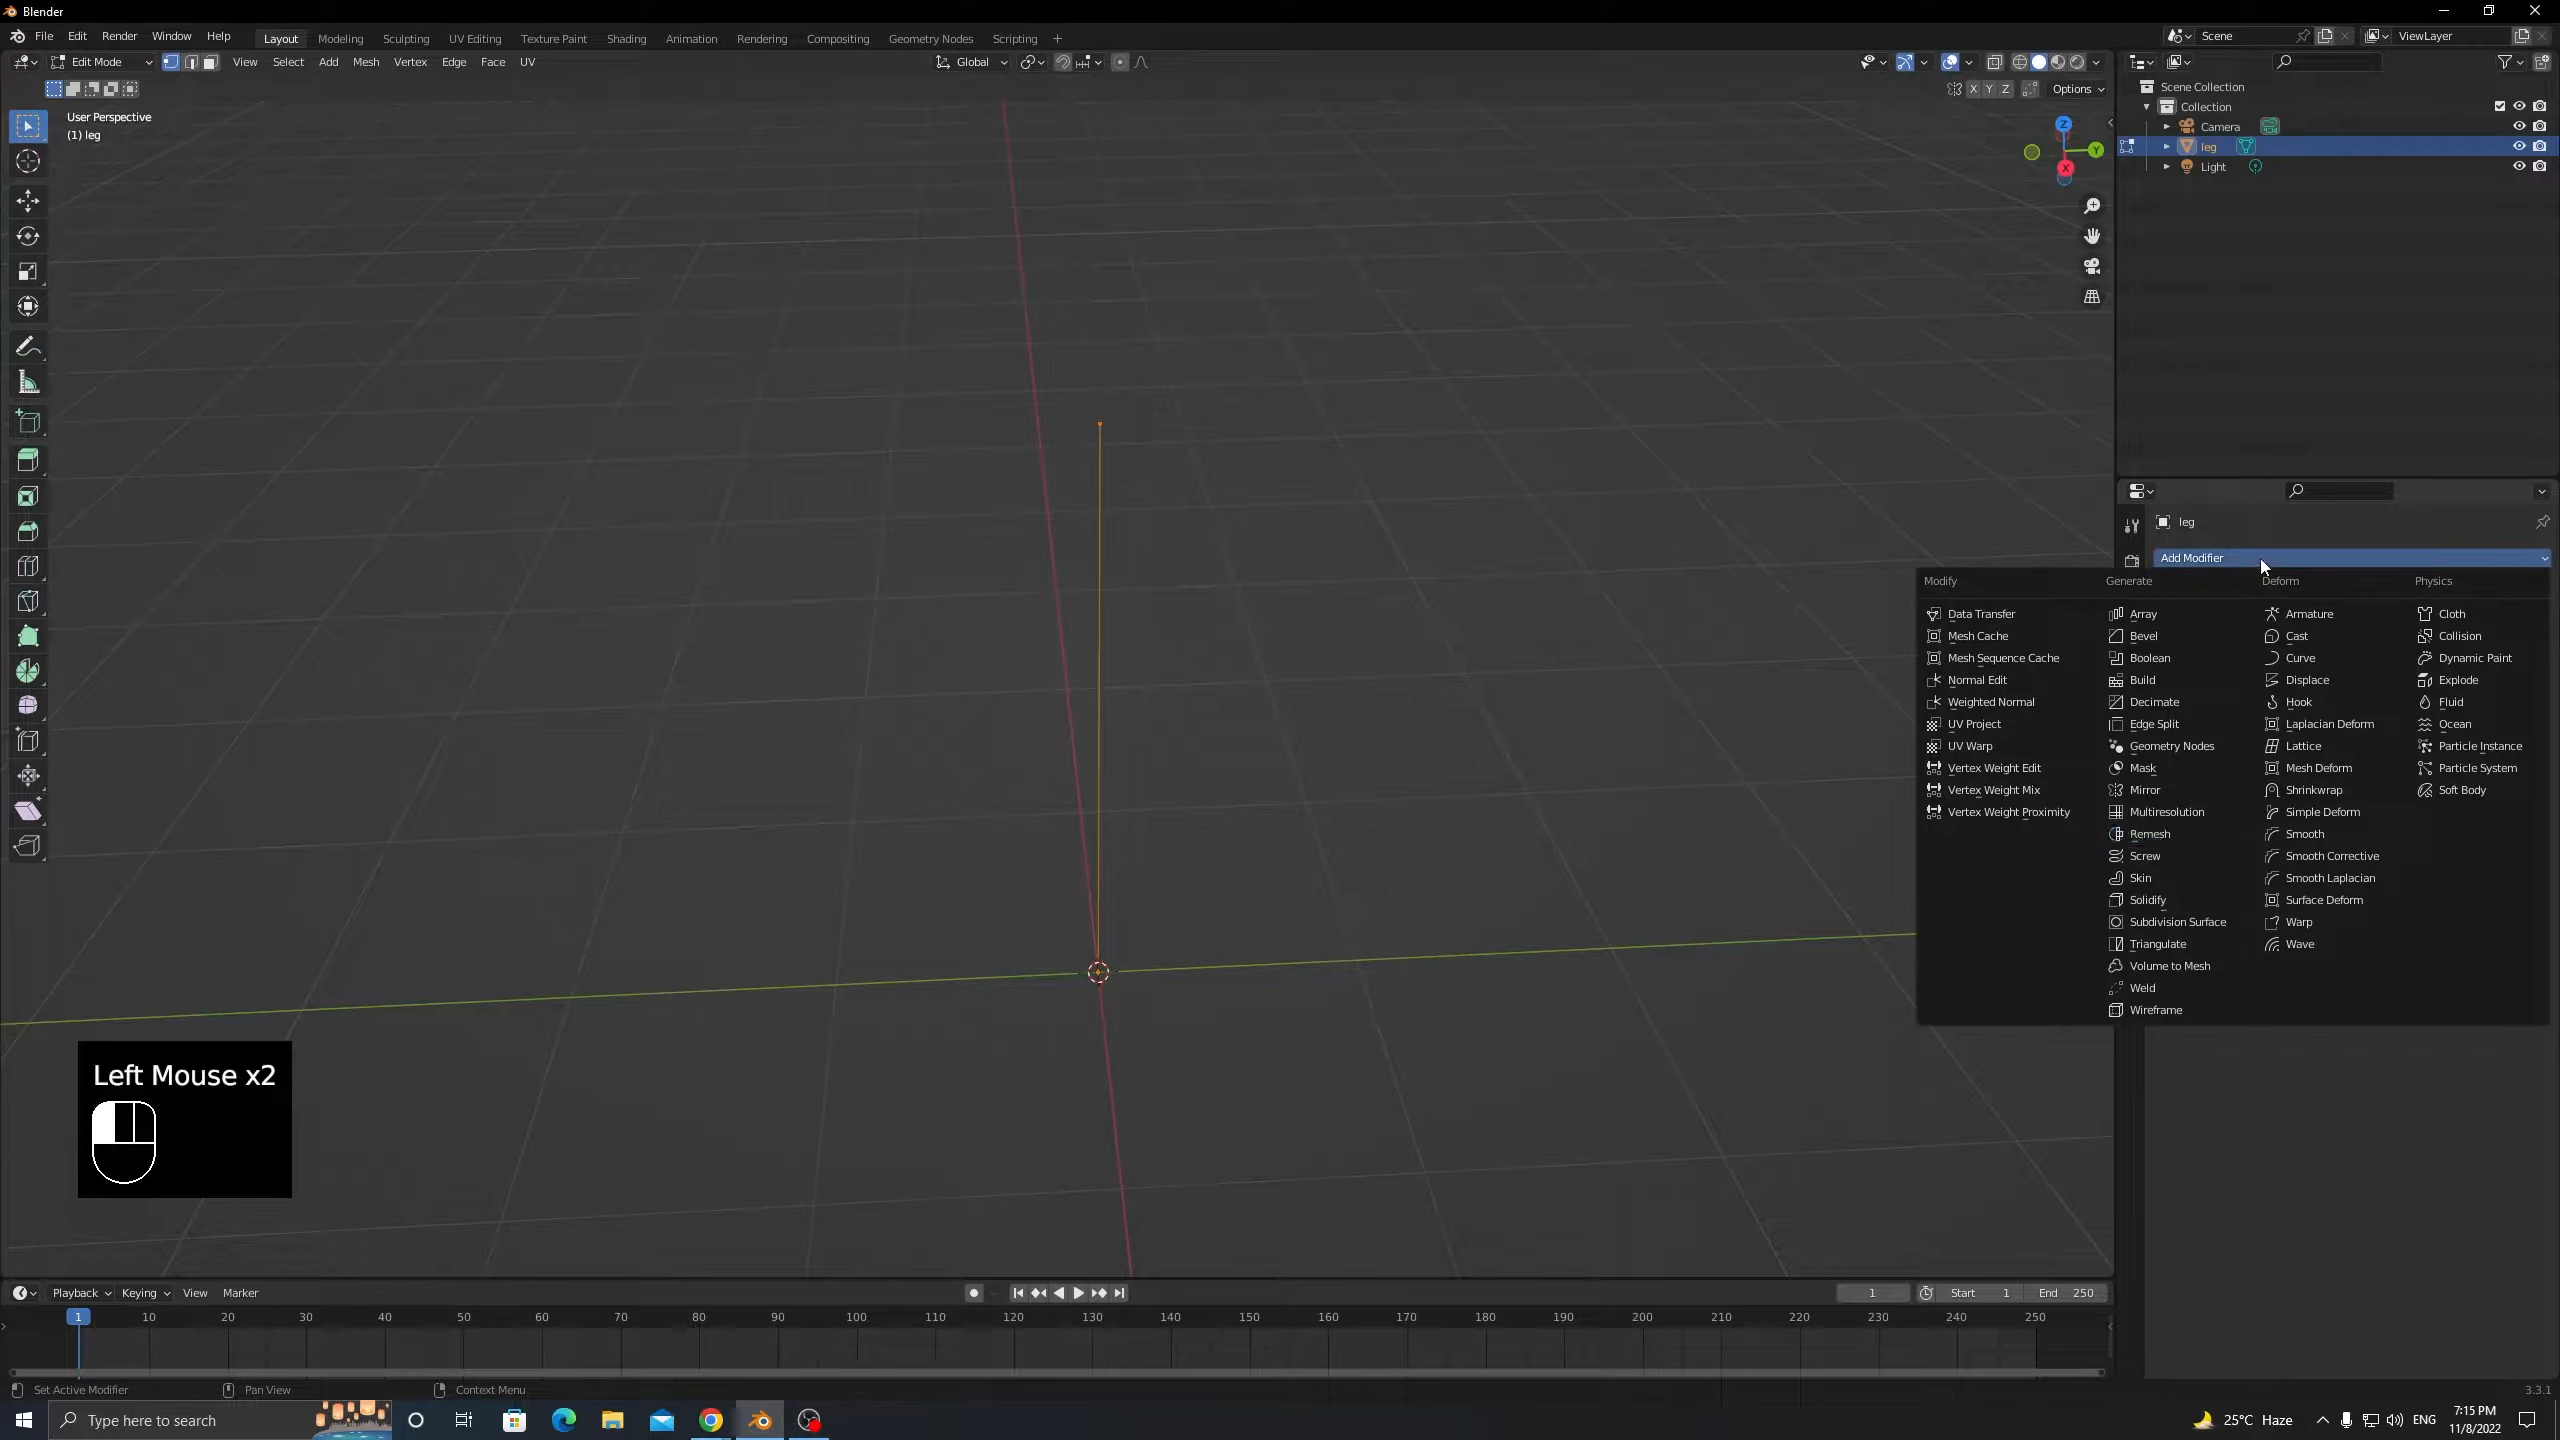 Blender
File Edit Render Window Help Layout Modeling Sculpting UV Editing Texture Paint Shading Animation Rendering Compositing Geometry Nodes Scripting + Scene ViewLayer
Edit Mode View Select Add Mesh Vertex Edge Face UV Global
X Y Z Options
User Perspective
(1) leg
Z
Y
X
Scene Collection
Collection
Camera
leg
Light
leg
Add Modifier
Modify Generate Deform Physics
Data Transfer Array Armature Cloth
Mesh Cache Bevel Cast Collision
Mesh Sequence Cache Boolean Curve Dynamic Paint
Normal Edit Build Displace Explode
Weighted Normal Decimate Hook Fluid
UV Project Edge Split Laplacian Deform Ocean
UV Warp Geometry Nodes Lattice Particle Instance
Vertex Weight Edit Mask Mesh Deform Particle System
Vertex Weight Mix Mirror Shrinkwrap Soft Body
Vertex Weight Proximity Multiresolution Simple Deform
Remesh Smooth
Screw Smooth Corrective
Skin Smooth Laplacian
Solidify Surface Deform
Subdivision Surface Warp
Triangulate Wave
Volume to Mesh
Weld
Wireframe
Left Mouse x2
Playback Keying View Marker 1 Start 1 End 250
1 10 20 30 40 50 60 70 80 90 100 110 120 130 140 150 160 170 180 190 200 210 220 230 240 250
Set Active Modifier Pan View Context Menu 3.3.1
Type here to search 25°C Haze ENG 7:15 PM
11/8/2022